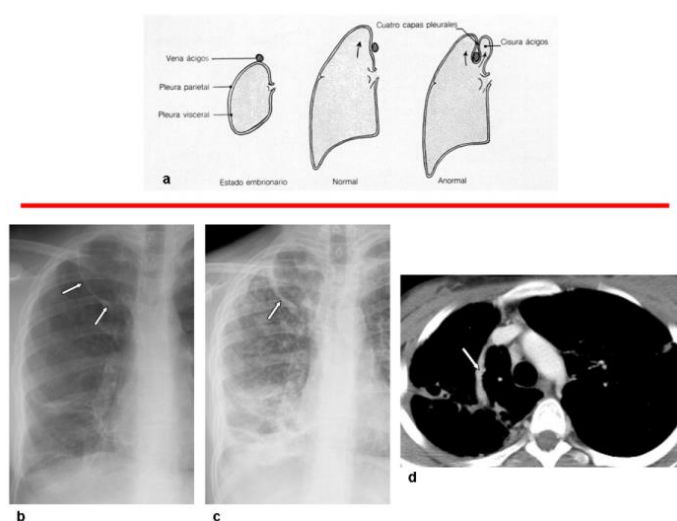 Cuatro capas pleurales
Vena ácigos
Cisura ácigos
Pleura parietal
Pleura visceral
a
Estado embrionario
Normal
Anormal
b
c
d